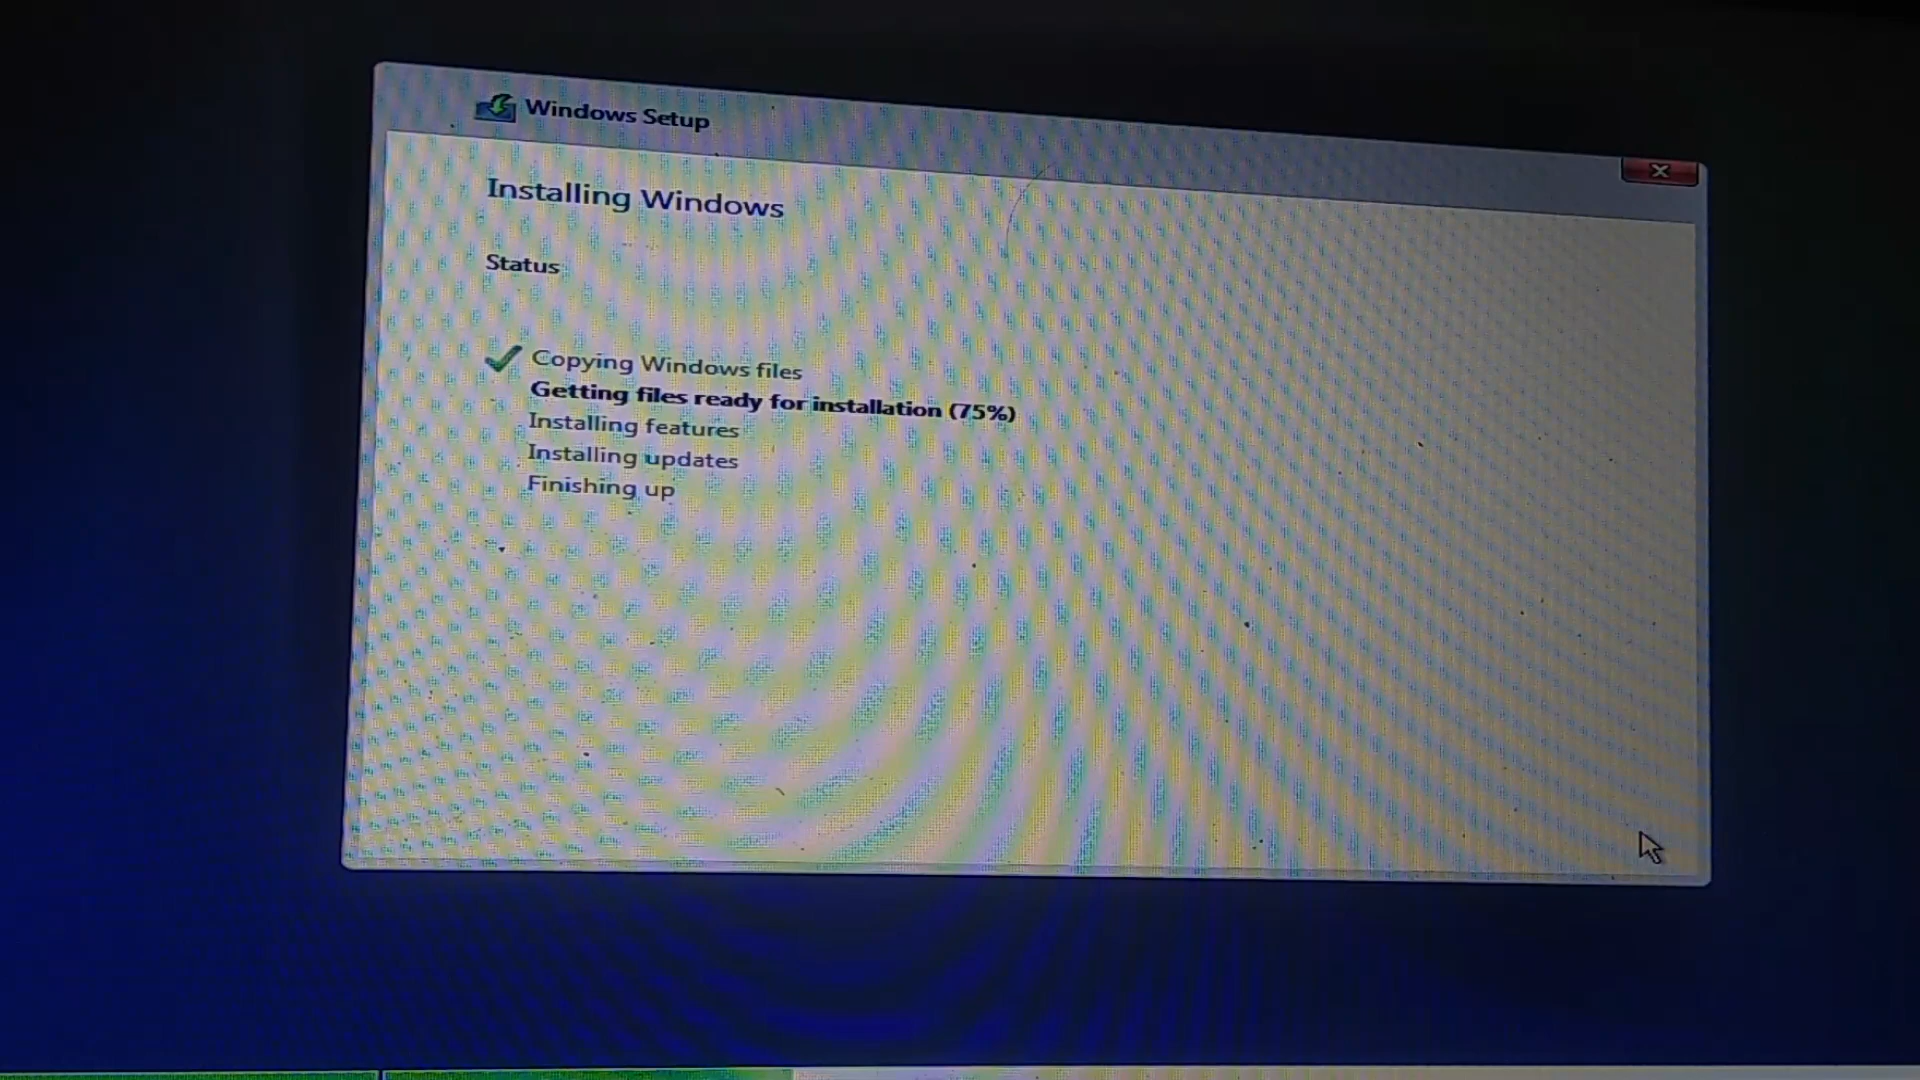 Windows Setup
Installing Windows
Status
Copying Windows files
Getting files ready for installation (75%)
Installing features
Installing updates
Finishing up